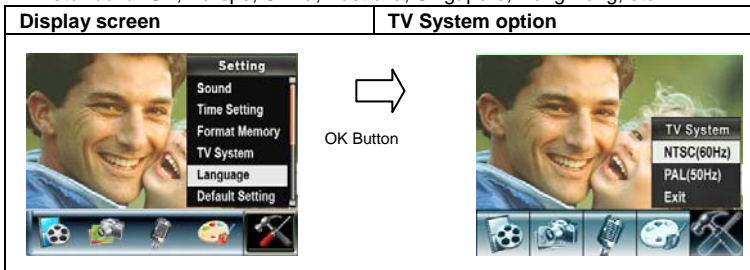 Display screen
TV System option
Setting
Sound
Time Setting
Format Memory
TV System
Language
Default Setting
OK Button
TV System
NTSC(60Hz)
PAL(50Hz)
Exit